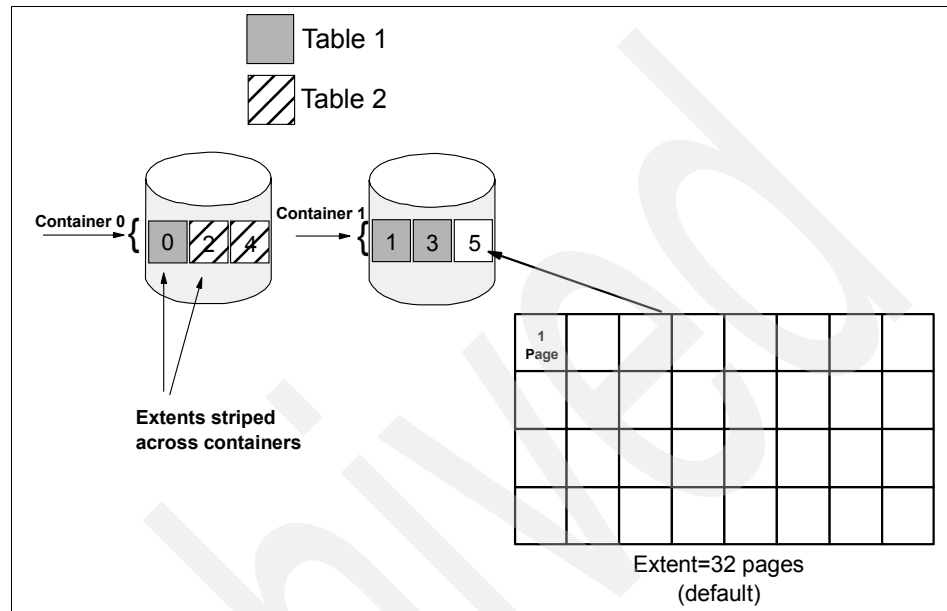 Table 1
Table 2
Container 0
{
0 2 4
Container 1
{
1 3 5
1
Page
Extents striped
across containers
Extent=32 pages
(default)
hived